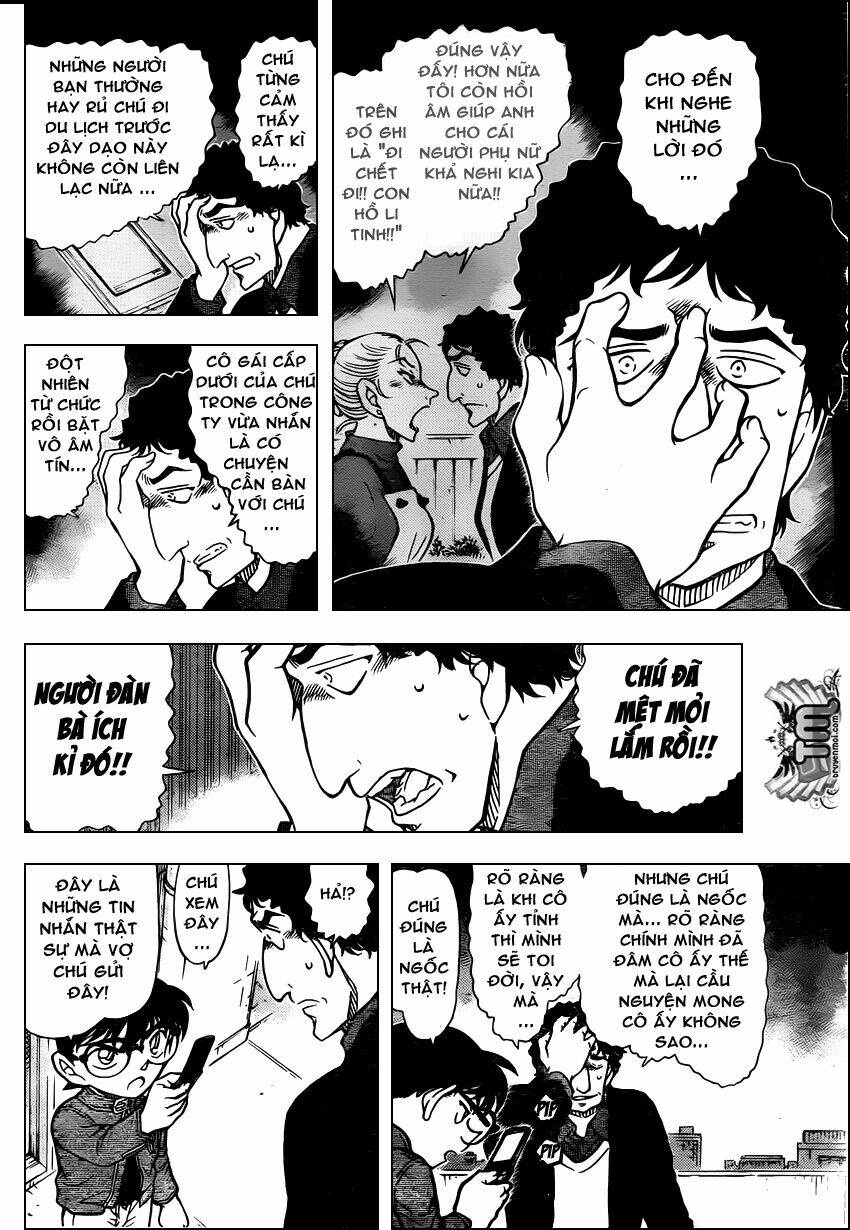 CHO ĐẾN
KHI NGHE
NHỮNG
LỜI ĐÓ
...
ĐÚNG VẬY
ĐẤY! HƠN NỮA
TÔI CÒN HỒI
ÂM GIÚP ANH
CHO CÁI
NGƯỜI PHỤ NỮ
KHẢ NGHI KIA
NỮA!!
TRÊN
ĐÓ GHI
LÀ "ĐI
CHẾT
ĐI!! CON
HỒ LI
TINH!!"
CHÚ
TỪNG
CẢM
THẤY
RẤT KÌ
LẠ...
NHỮNG NGƯỜI
BẠN THƯỜNG
HAY RỦ CHÚ ĐI
DU LỊCH TRƯỚC
ĐÂY DẠO NÀY
KHÔNG CÒN LIÊN
LẠC NỮA ...
CÔ GÁI CẤP
DƯỚI CỦA CHÚ
TRONG CÔNG
TY VỪA NHẮN
LÀ CÓ
CHUYỆN
CẦN BÀN
VỚI CHÚ
...
ĐỘT
NHIÊN
TỪ CHỨC
RỒI BẶT
VÔ ÂM
TÍN...
CHÚ ĐÃ
MỆT MỎI
LẮM RỒI!!
NGƯỜI ĐÀN
BÀ ÍCH
KỈ ĐÓ!!
TM
truyenmoi.com
NHƯNG CHÚ
ĐÚNG LÀ NGỐC
MÀ... RÕ RÀNG
CHÍNH MÌNH ĐÃ
ĐÂM CÔ ẤY THẾ
MÀ LẠI CẦU
NGUYỆN MONG
CÔ ẤY KHÔNG
SAO...
RÕ RÀNG
LÀ KHI CÔ
ẤY TỈNH
THÌ MÌNH
SẼ TOI
ĐỜI, VẬY
MÀ
...
CHÚ
ĐÚNG
LÀ
NGỐC
THẬT!
PIP
PIP
HẢ!?
CHÚ
XEM
ĐÂY
...
ĐÂY LÀ
NHỮNG TIN
NHẮN THẬT
SỰ MÀ VỢ
CHÚ GỬI
ĐÂY!